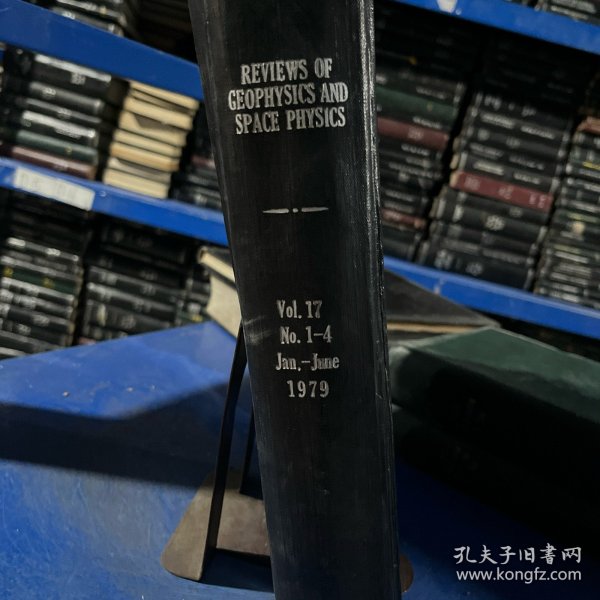 REVIEWS OF
GEOPHYSICS AND
SPACE PHYSICS
Vol. 17
No. 1-4
Jan.-June
1979
孔夫子旧書网
www.kongfz.com